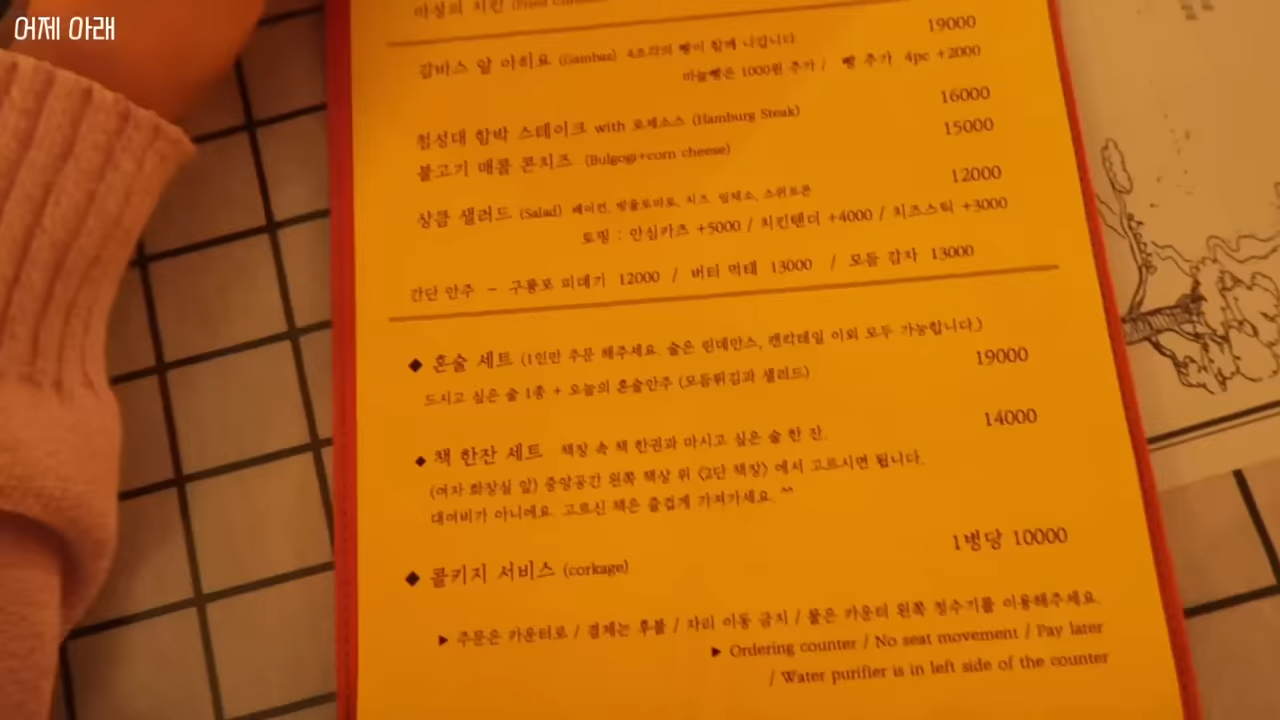 어제 아래
야성의 치킨
감바스 알 아히요 (Gambas) 4조각의 빵이 함께 나갑니다 19000
마늘빵은 1000원 추가 / 빵 추가 4pc +2000
첨성대 함박 스테이크 with 로제소스 (Hamburg Steak) 16000
불고기 매콤 콘치즈 (Bulgogi+corn cheese) 15000
상큼 샐러드 (Salad) 베이컨, 방울토마토, 치즈 잎채소, 스위트콘 12000
토핑 : 안심카츠 +5000 / 치킨텐더 +4000 / 치즈스틱 +3000
간단 안주 - 구룡포 피데기 12000 / 버터 먹태 13000 / 모듬 감자 13000
◆ 혼술 세트 (1인만 주문 해주세요. 술은 린데만스, 캔칵테일 이외 모두 가능합니다.)
드시고 싶은 술 1종 + 오늘의 혼술안주 (모듬튀김과 샐러드) 19000
◆ 책 한잔 세트 책장 속 책 한권과 마시고 싶은 술 한 잔. 14000
(여자 화장실 앞) 중앙공간 왼쪽 책상 위 <2단 책장> 에서 고르시면 됩니다.
대여비가 아니예요. 고르신 책은 즐겁게 가져가세요. ^^
◆ 콜키지 서비스 (corkage) 1병당 10000
▶ 주문은 카운터로 / 결제는 후불 / 자리 이동 금지 / 물은 카운터 왼쪽 정수기를 이용해주세요.
▶ Ordering counter / No seat movement / Pay later
/ Water purifier is in left side of the counter